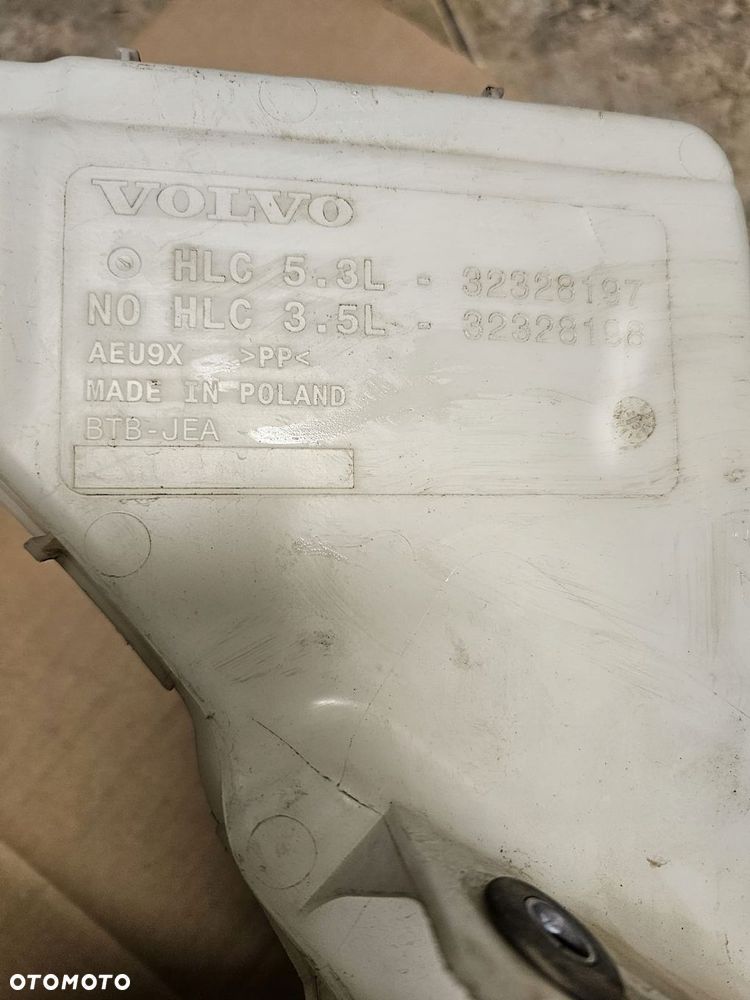 VOLVO
HLC 5.3L - 32328197
NO HLC 3.5L - 32328198
AEU9X >PP<
MADE IN POLAND
BTB-JEA
OTOMOTO